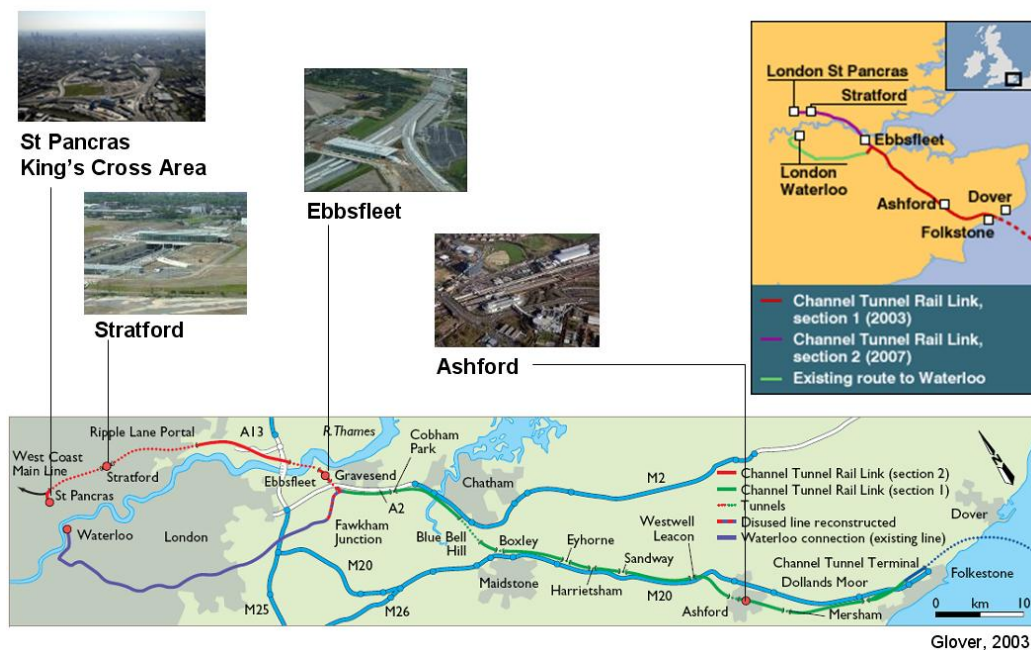 St Pancras
King's Cross Area
Stratford
Ebbsfleet
Ashford
London St Pancras
Stratford
Ebbsfleet
London
Waterloo
Ashford
Dover
Folkstone
Channel Tunnel Rail Link,
section 1 (2003)
Channel Tunnel Rail Link,
section 2 (2007)
Existing route to Waterloo
Ripple Lane Portal
A13
R.Thames
Cobham
Park
West Coast
Main Line
Stratford
St Pancras
Ebbsfleet
Gravesend
A2
Chatham
M2
Channel Tunnel Rail Link (section 2)
Channel Tunnel Rail Link (section 1)
Tunnels
Disused line reconstructed
Waterloo connection (existing line)
N
Dover
Waterloo
London
Fawkham
Junction
Blue Bell
Hill
Boxley
Eyhorne
Sandway
Westwell
Leacon
Harrietsham
Maidstone
M20
M20
M25
M26
Channel Tunnel Terminal
Dollands Moor
Folkestone
Ashford
Mersham
0 km 10
Glover, 2003